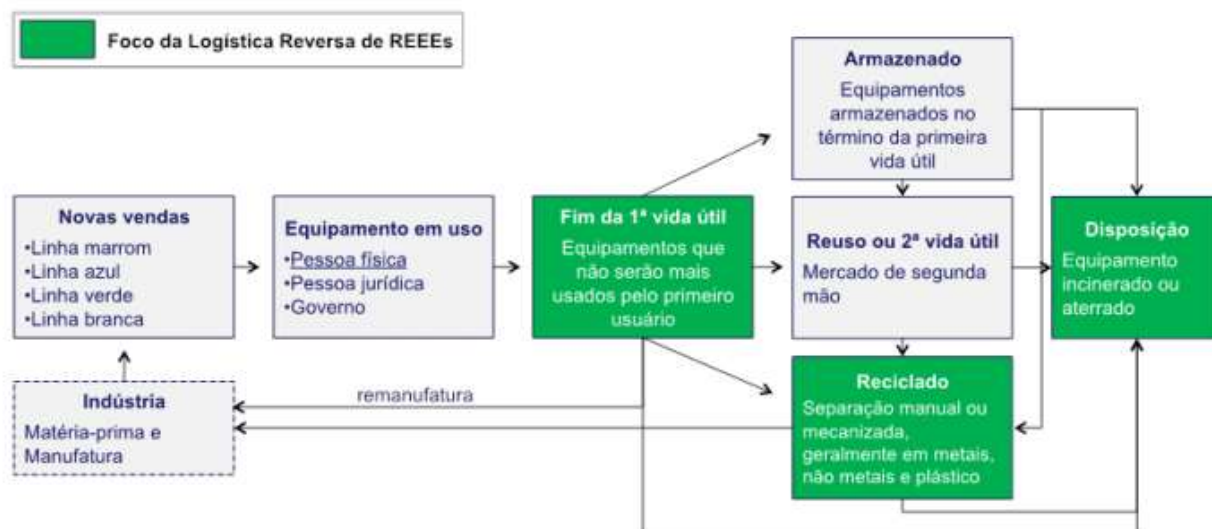 Foco da Logística Reversa de REEEs
Armazenado
Equipamentos
armazenados no
término da primeira
vida útil
Novas vendas
•Linha marrom
•Linha azul
•Linha verde
•Linha branca
Equipamento em uso
•Pessoa física
•Pessoa jurídica
•Governo
Fim da 1ª vida útil
Equipamentos que
não serão mais
usados pelo primeiro
usuário
Reuso ou 2ª vida útil
Mercado de segunda
mão
Disposição
Equipamento
incinerado ou
aterrado
Indústria
Matéria-prima e
Manufatura
remanufatura
Reciclado
Separação manual ou
mecanizada,
geralmente em metais,
não metais e plástico